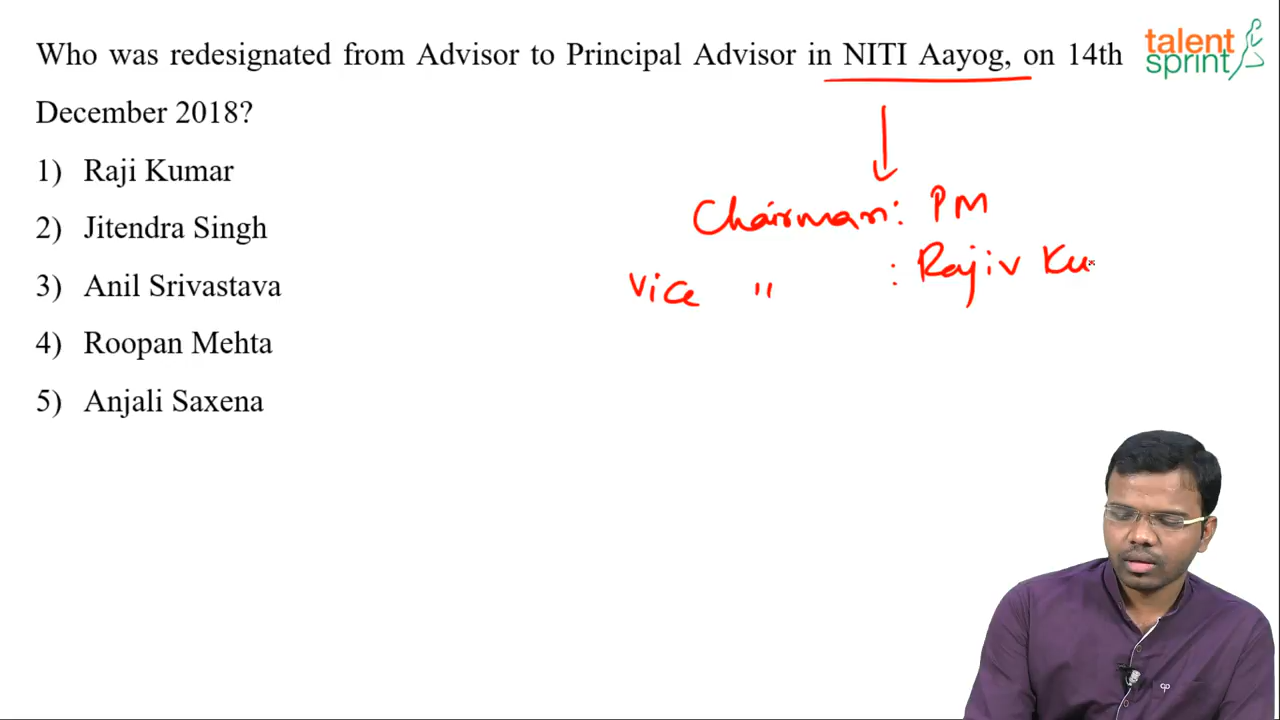 Who was redesignated from Advisor to Principal Advisor in NITI Aayog, on 14th
December 2018?
1) Raji Kumar
2) Jitendra Singh
3) Anil Srivastava
4) Roopan Mehta
5) Anjali Saxena
Chairman: PM
Vice " : Rajiv Ku
talent
sprint